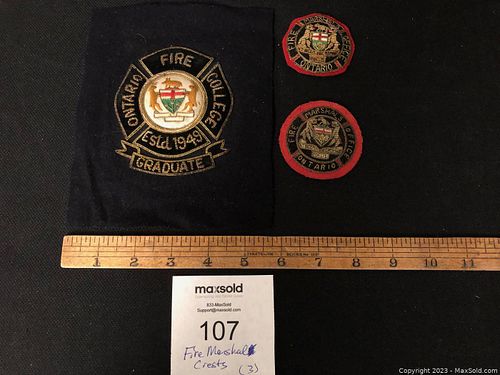 FIRE
ONTARIO
COLLEGE
Estd 1949
GRADUATE
FIRE MARSHAL'S OFFICE
ONTARIO
FIRE MARSHAL'S OFFICE
ONTARIO
1 2 3 4 5 6 7 8 9 10 11
maxsold
833-MaxSold
Support@maxsold.com
107
Fire Marshal
Crests (3)
Copyright 2023 - MaxSold.com